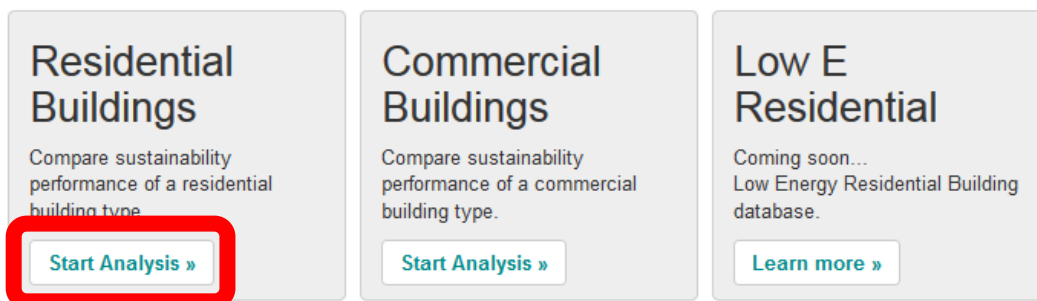 Residential
Buildings
Compare sustainability
performance of a residential
building type.
Start Analysis »
Commercial
Buildings
Compare sustainability
performance of a commercial
building type.
Start Analysis »
Low E
Residential
Coming soon...
Low Energy Residential Building
database.
Learn more »